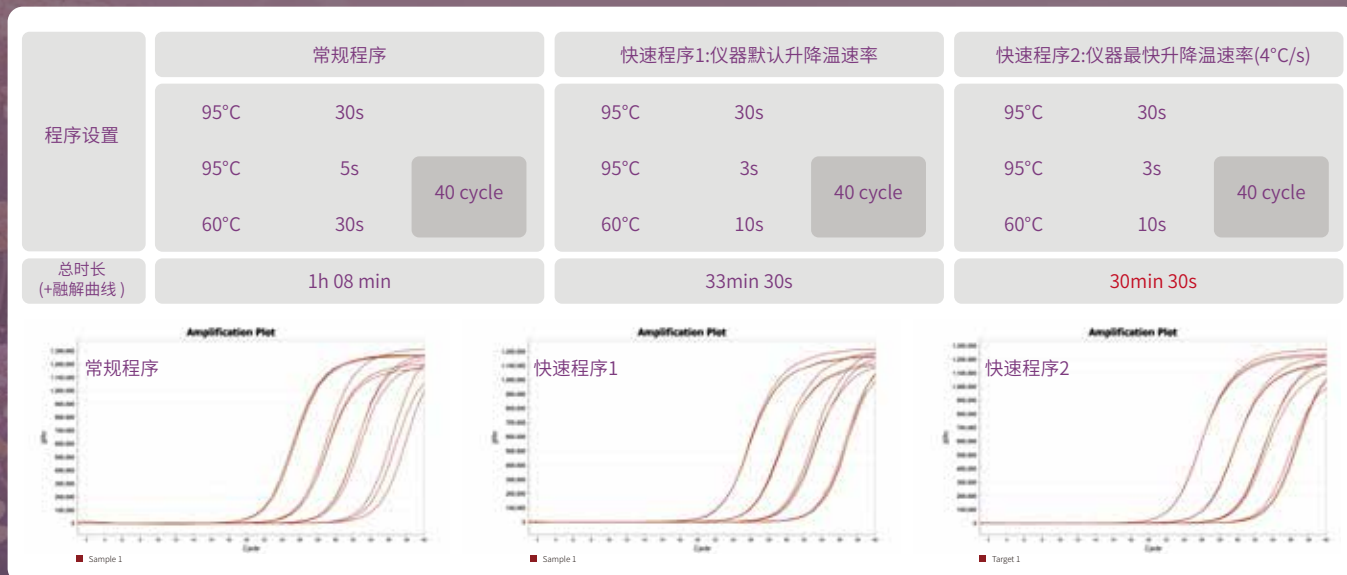 常规程序
快速程序1:仪器默认升降温速率
快速程序2:仪器最快升降温速率(4°C/s)
程序设置
95°C 30s
95°C 5s
60°C 30s
40 cycle
95°C 30s
95°C 3s
60°C 10s
40 cycle
95°C 30s
95°C 3s
60°C 10s
40 cycle
总时长
(+融解曲线 )
1h 08 min
33min 30s
30min 30s
Amplification Plot
常规程序
Cycle
Sample 1
Amplification Plot
快速程序1
Cycle
Sample 1
Amplification Plot
快速程序2
Cycle
Target 1